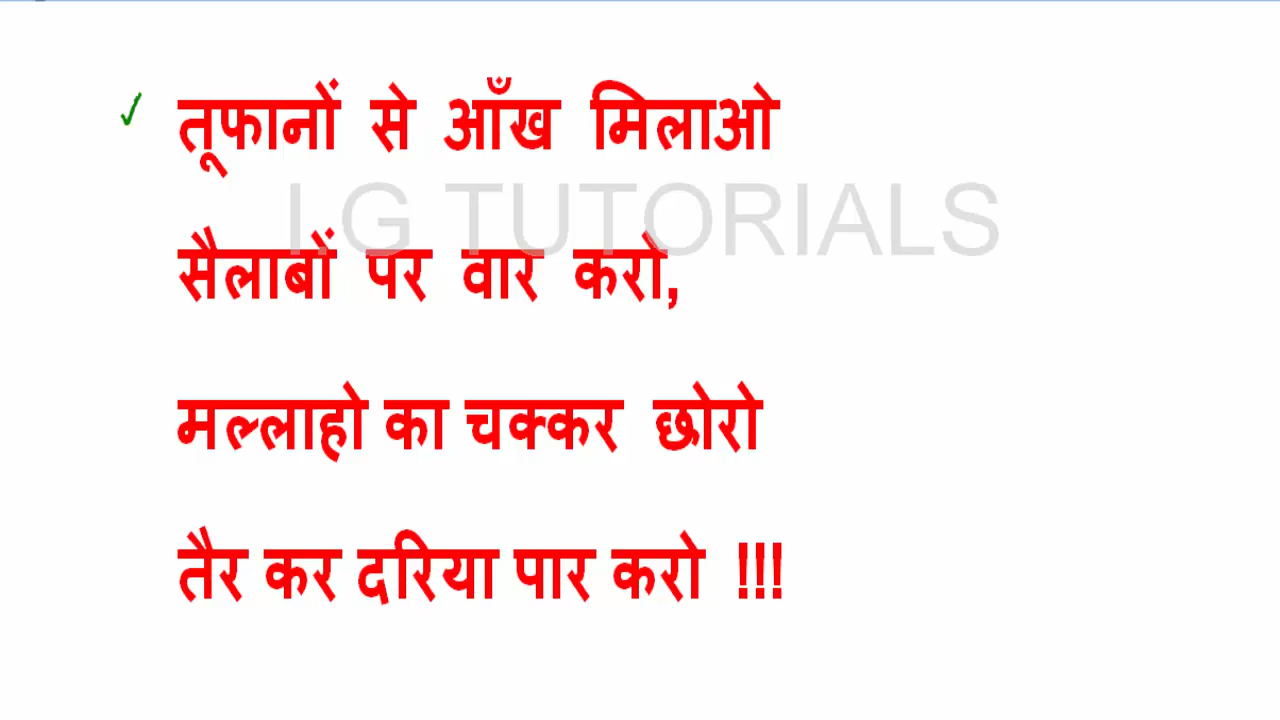 ✓ तूफानों से आँख मिलाओ
I.G TUTORIALS
सैलाबों पर वार करो,
मल्लाहो का चक्कर छोरो
तैर कर दरिया पार करो !!!